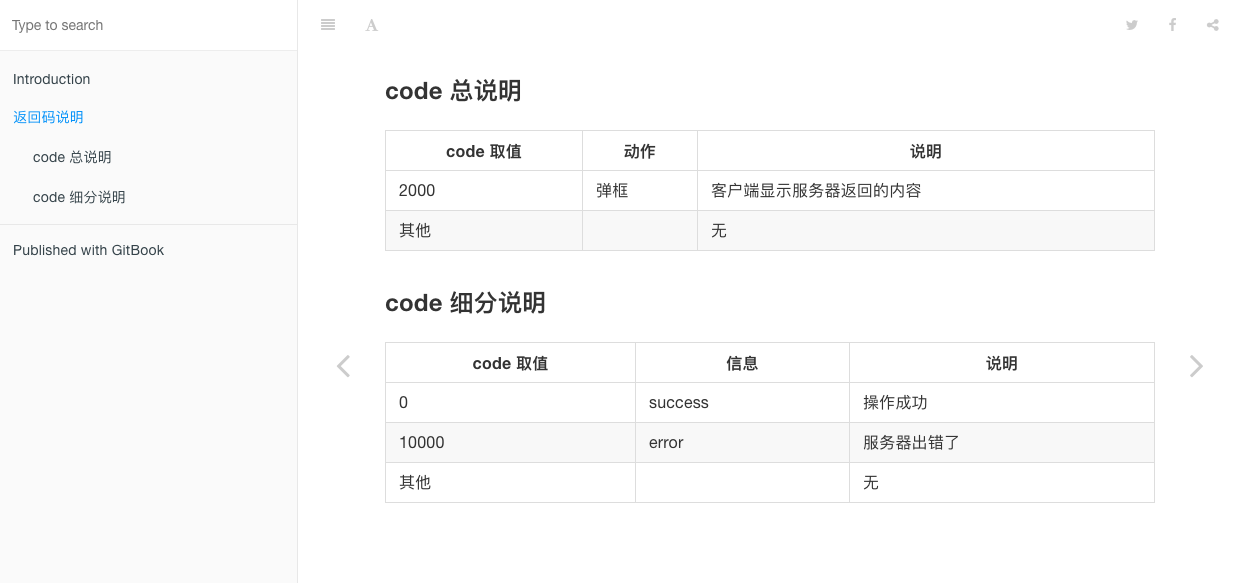 Type to search
Introduction
返回码说明
code 总说明
code 细分说明
Published with GitBook
A
code 总说明
code 取值 动作 说明
2000 弹框 客户端显示服务器返回的内容
其他 无
code 细分说明
code 取值 信息 说明
0 success 操作成功
10000 error 服务器出错了
其他 无